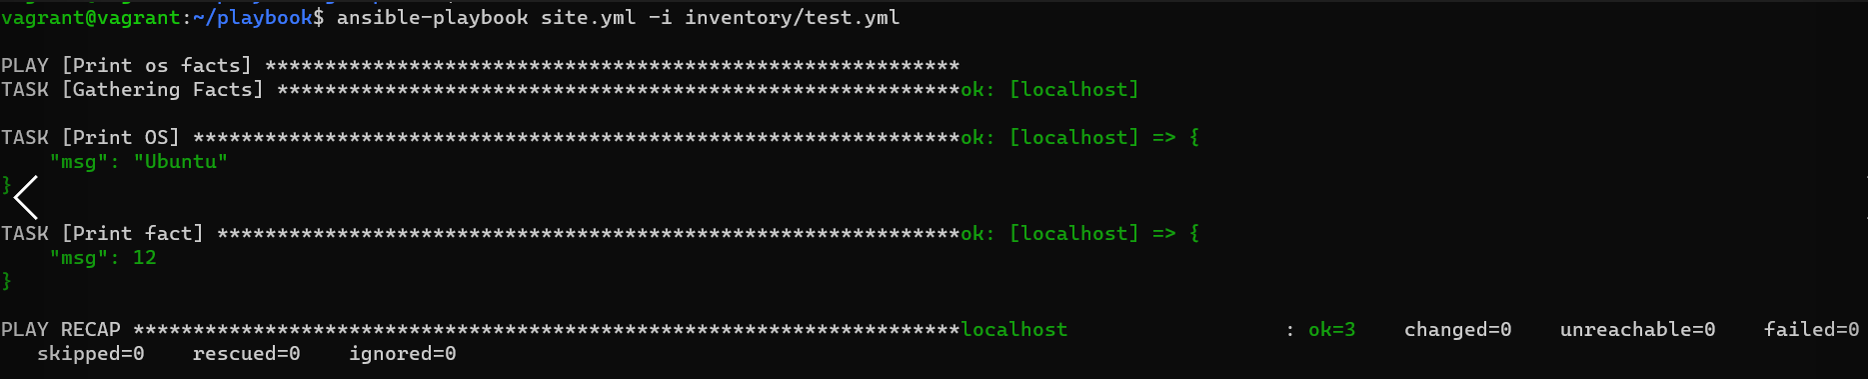 vagrant@vagrant:~/playbook$ ansible-playbook site.yml -i inventory/test.yml
PLAY [Print os facts] **********************************************************
TASK [Gathering Facts] *********************************************************ok: [localhost]
TASK [Print OS] ****************************************************************ok: [localhost] => {
    "msg": "Ubuntu"
}
TASK [Print fact] **************************************************************ok: [localhost] => {
    "msg": 12
}
PLAY RECAP *********************************************************************localhost                  : ok=3    changed=0    unreachable=0    failed=0
   skipped=0    rescued=0    ignored=0